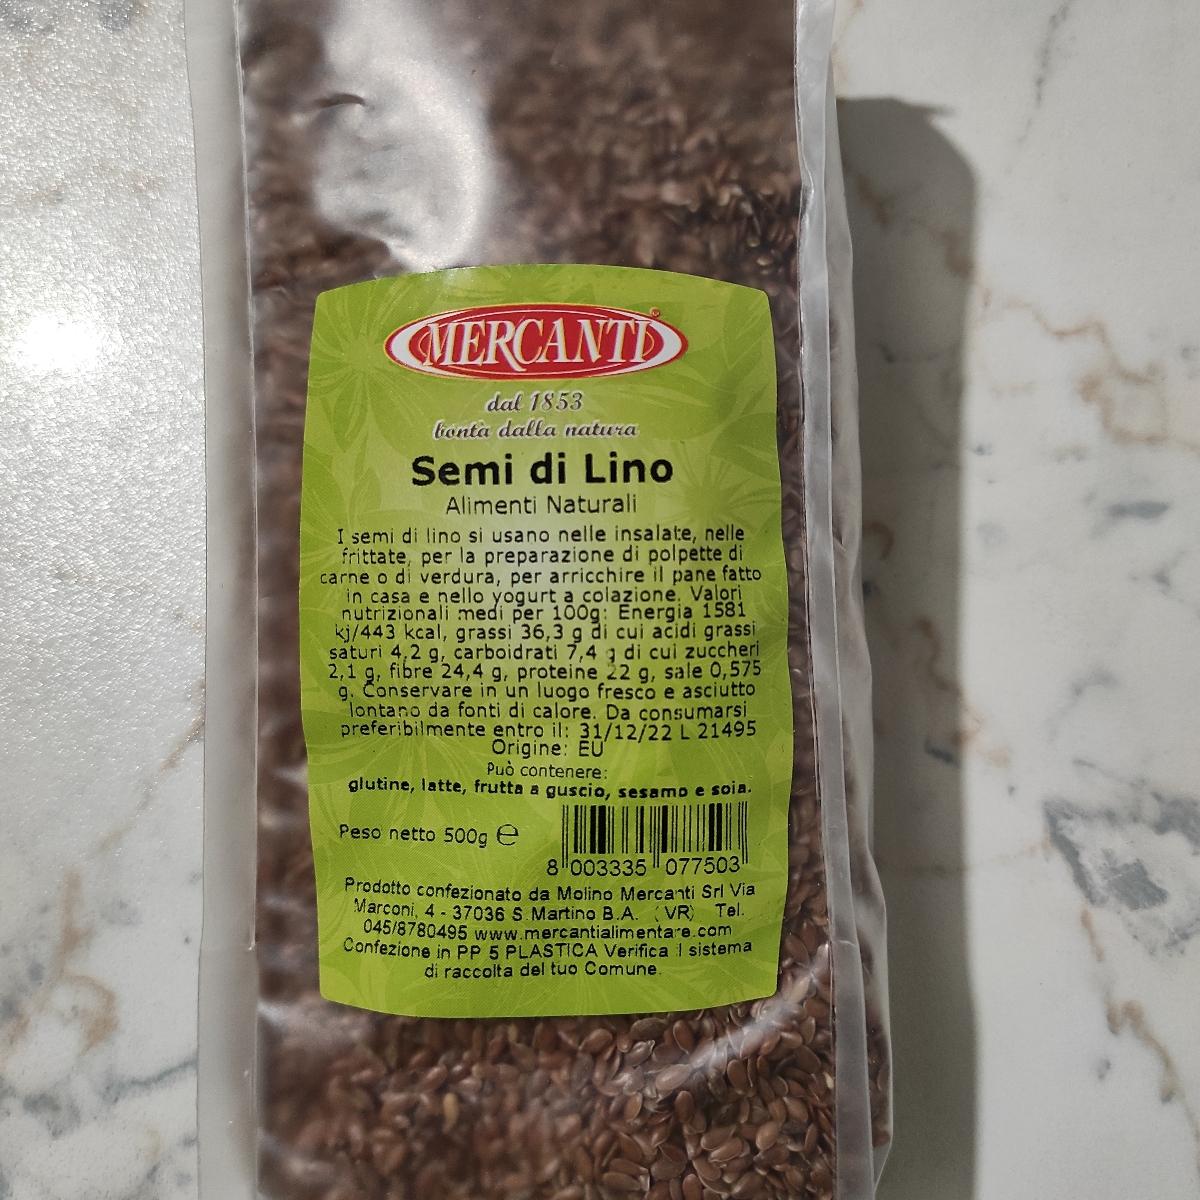 MERCANTI®
dal 1853
bontà dalla natura
Semi di Lino
Alimenti Naturali
I semi di lino si usano nelle insalate, nelle
frittate, per la preparazione di polpette di
carne o di verdura, per arricchire il pane fatto
in casa e nello yogurt a colazione. Valori
nutrizionali medi per 100g: Energia 1581
kj/443 kcal, grassi 36,3 g di cui acidi grassi
saturi 4,2 g, carboidrati 7,4 g di cui zuccheri
2,1 g, fibre 24,4 g, proteine 22 g, sale 0,575
g. Conservare in un luogo fresco e asciutto
lontano da fonti di calore. Da consumarsi
preferibilmente entro il: 31/12/22 L 21495
Origine: EU
Può contenere:
glutine, latte, frutta a guscio, sesamo e soia.
Peso netto 500g ℮
8 003335 077503
Prodotto confezionato da Molino Mercanti Srl Via
Marconi, 4 - 37036 S.Martino B.A. (VR) Tel.
045/8780495 www.mercantialimentare.com
Confezione in PP 5 PLASTICA Verifica il sistema
di raccolta del tuo Comune.